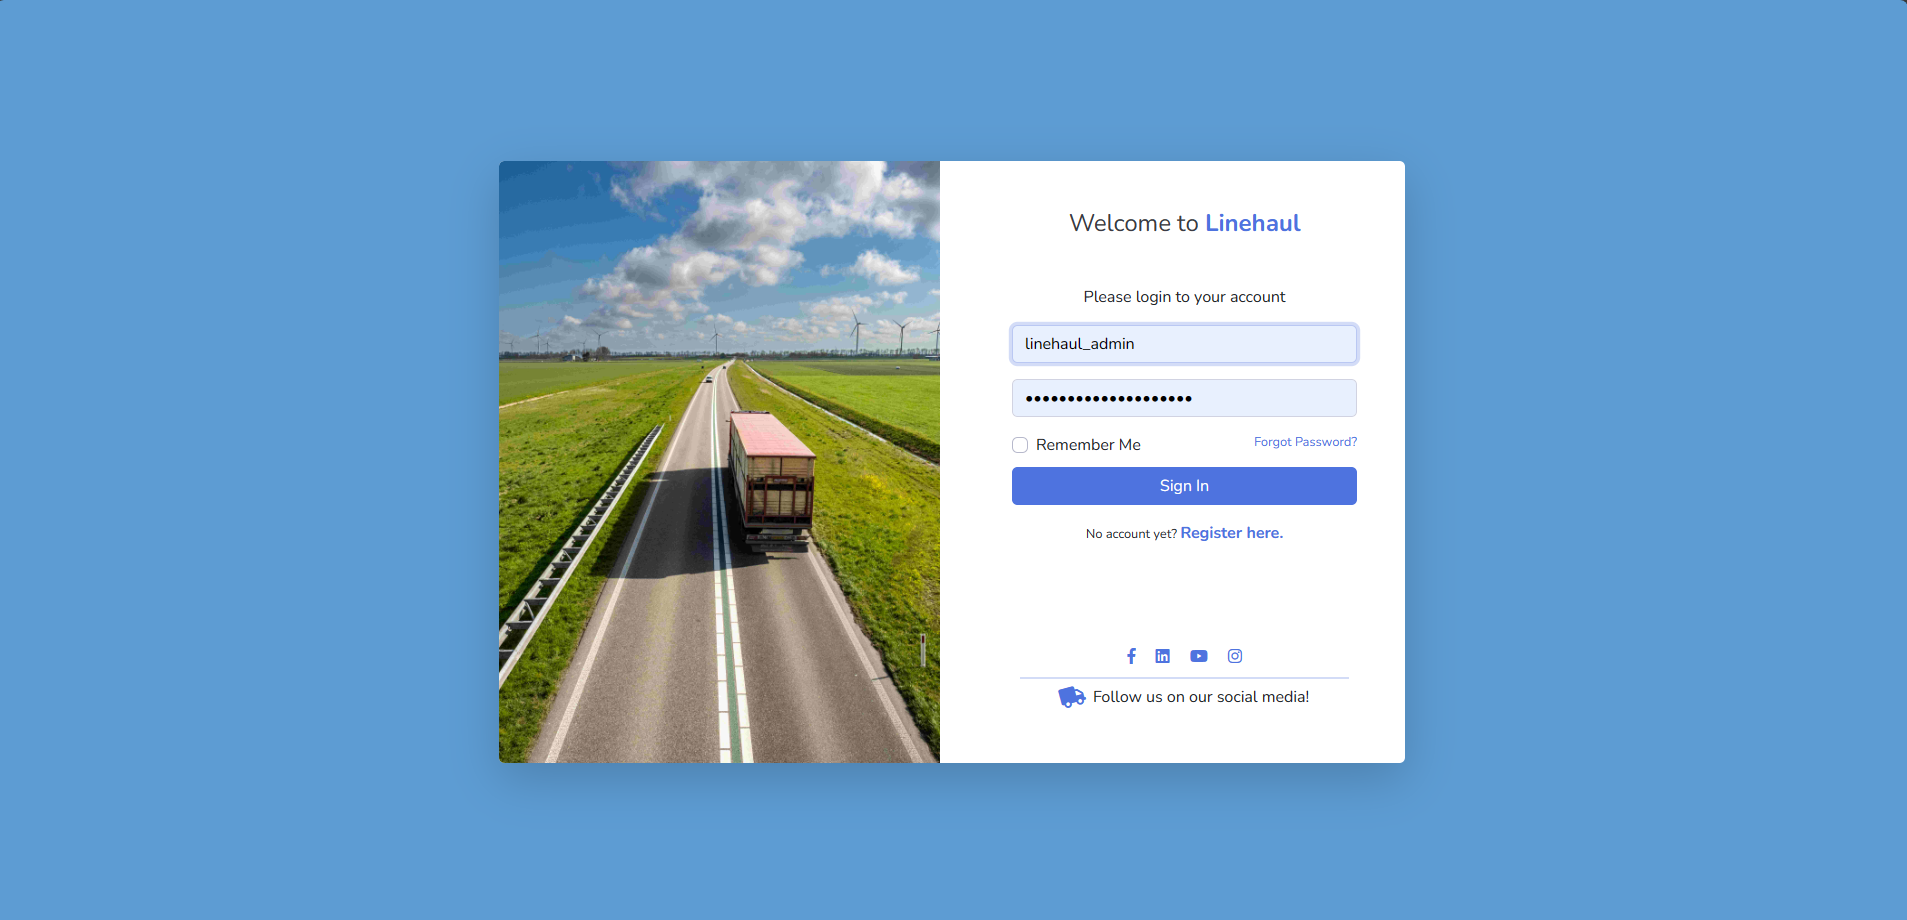 Welcome to Linehaul
Please login to your account
linehaul_admin
••••••••••••••••••••
Remember Me
Forgot Password?
Sign In
No account yet? Register here.
Follow us on our social media!